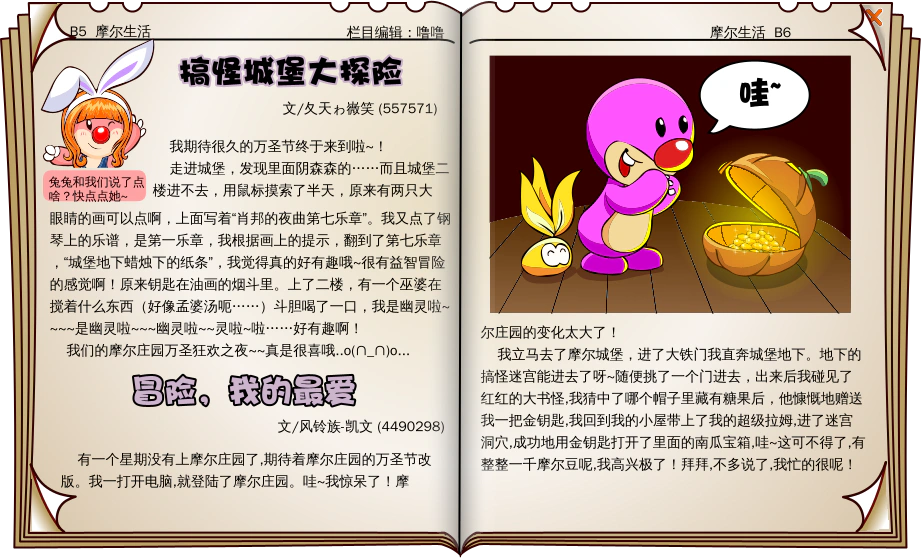 B5 摩尔生活
栏目编辑：噜噜
搞怪城堡大探险
文/夊天ゎ微笑 (557571)
兔兔和我们说了点
啥？快点点她~
我期待很久的万圣节终于来到啦~！
走进城堡，发现里面阴森森的……而且城堡二
楼进不去，用鼠标摸索了半天，原来有两只大
眼睛的画可以点啊，上面写着“肖邦的夜曲第七乐章”。我又点了钢
琴上的乐谱，是第一乐章，我根据画上的提示，翻到了第七乐章
，“城堡地下蜡烛下的纸条”，我觉得真的好有趣哦~很有益智冒险
的感觉啊！原来钥匙在油画的烟斗里。上了二楼，有一个巫婆在
搅着什么东西（好像孟婆汤呃……）斗胆喝了一口，我是幽灵啦~
~~~是幽灵啦~~~幽灵啦~~灵啦~啦……好有趣啊！
我们的摩尔庄园万圣狂欢之夜~~真是很喜哦..o(∩_∩)o...
冒险，我的最爱
文/风铃族-凯文 (4490298)
有一个星期没有上摩尔庄园了,期待着摩尔庄园的万圣节改
版。我一打开电脑,就登陆了摩尔庄园。哇~我惊呆了！摩
摩尔生活 B6
哇~
尔庄园的变化太大了！
我立马去了摩尔城堡，进了大铁门我直奔城堡地下。地下的
搞怪迷宫能进去了呀~随便挑了一个门进去，出来后我碰见了
红红的大书怪,我猜中了哪个帽子里藏有糖果后，他慷慨地赠送
我一把金钥匙,我回到我的小屋带上了我的超级拉姆,进了迷宫
洞穴,成功地用金钥匙打开了里面的南瓜宝箱,哇~这可不得了,有
整整一千摩尔豆呢,我高兴极了！拜拜,不多说了,我忙的很呢！